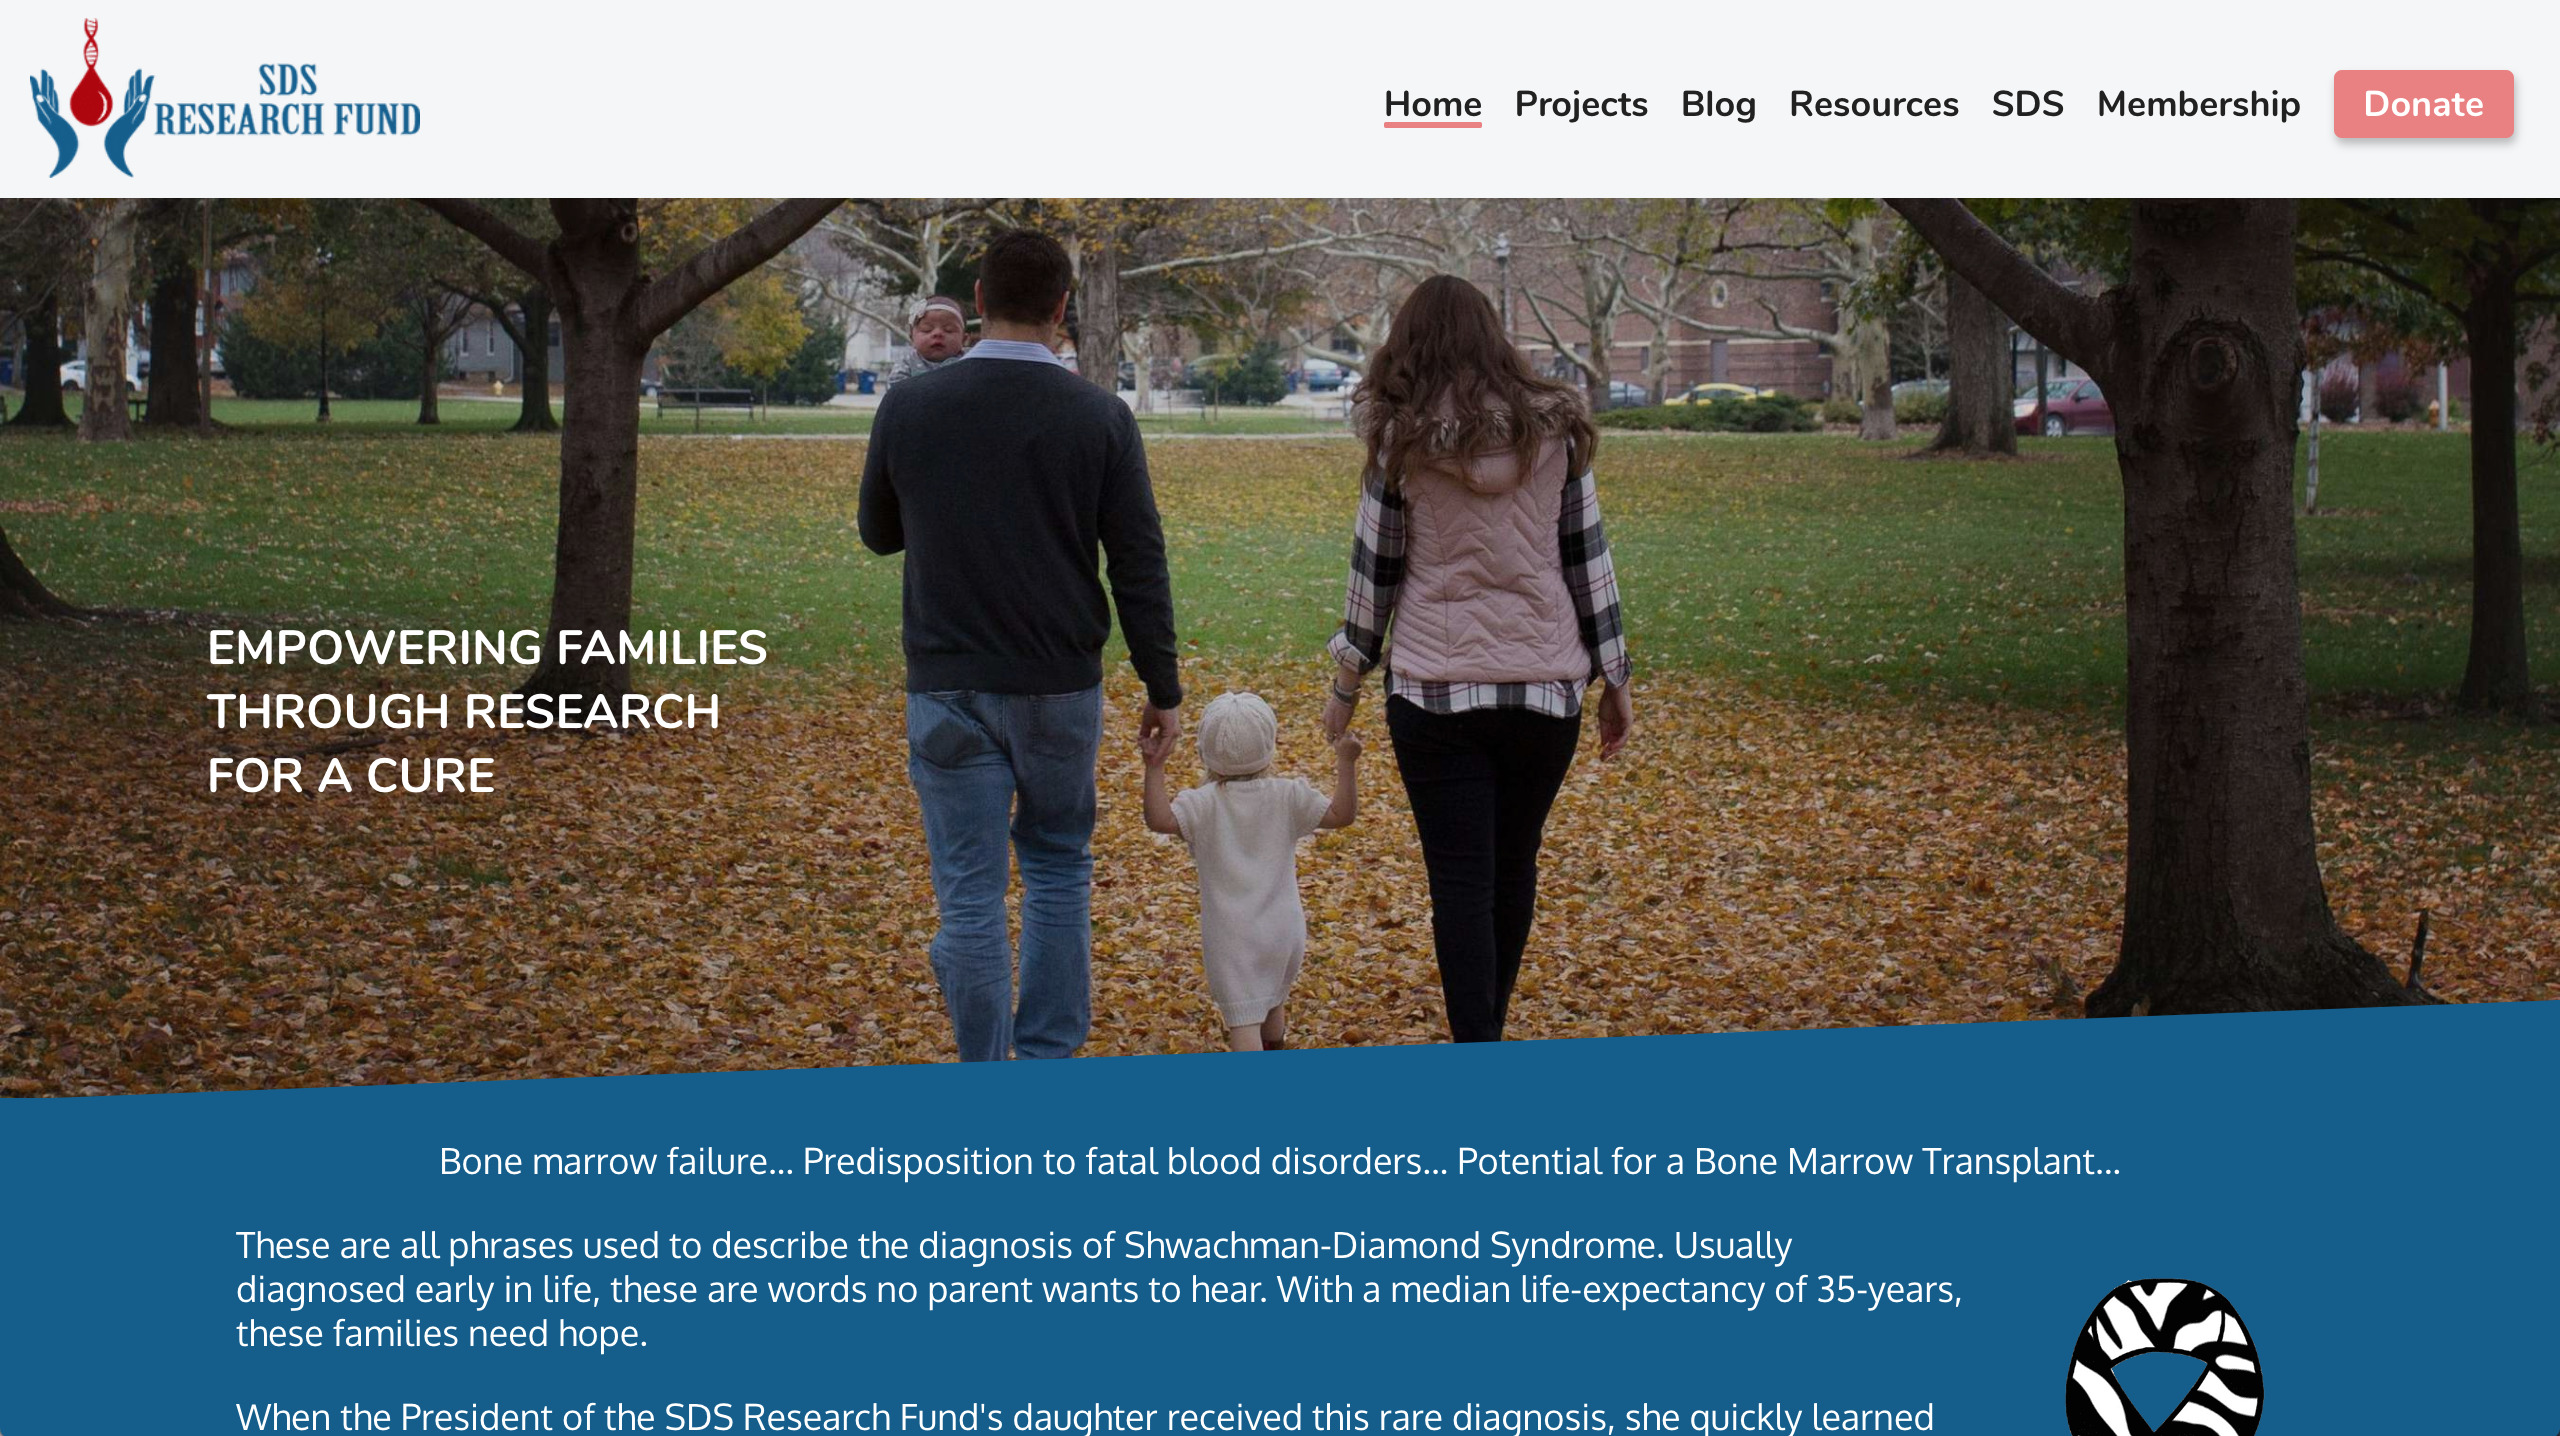 SDS
RESEARCH FUND
Home Projects Blog Resources SDS Membership Donate
EMPOWERING FAMILIES
THROUGH RESEARCH
FOR A CURE
Bone marrow failure... Predisposition to fatal blood disorders... Potential for a Bone Marrow Transplant...
These are all phrases used to describe the diagnosis of Shwachman-Diamond Syndrome. Usually
diagnosed early in life, these are words no parent wants to hear. With a median life-expectancy of 35-years,
these families need hope.
When the President of the SDS Research Fund's daughter received this rare diagnosis, she quickly learned